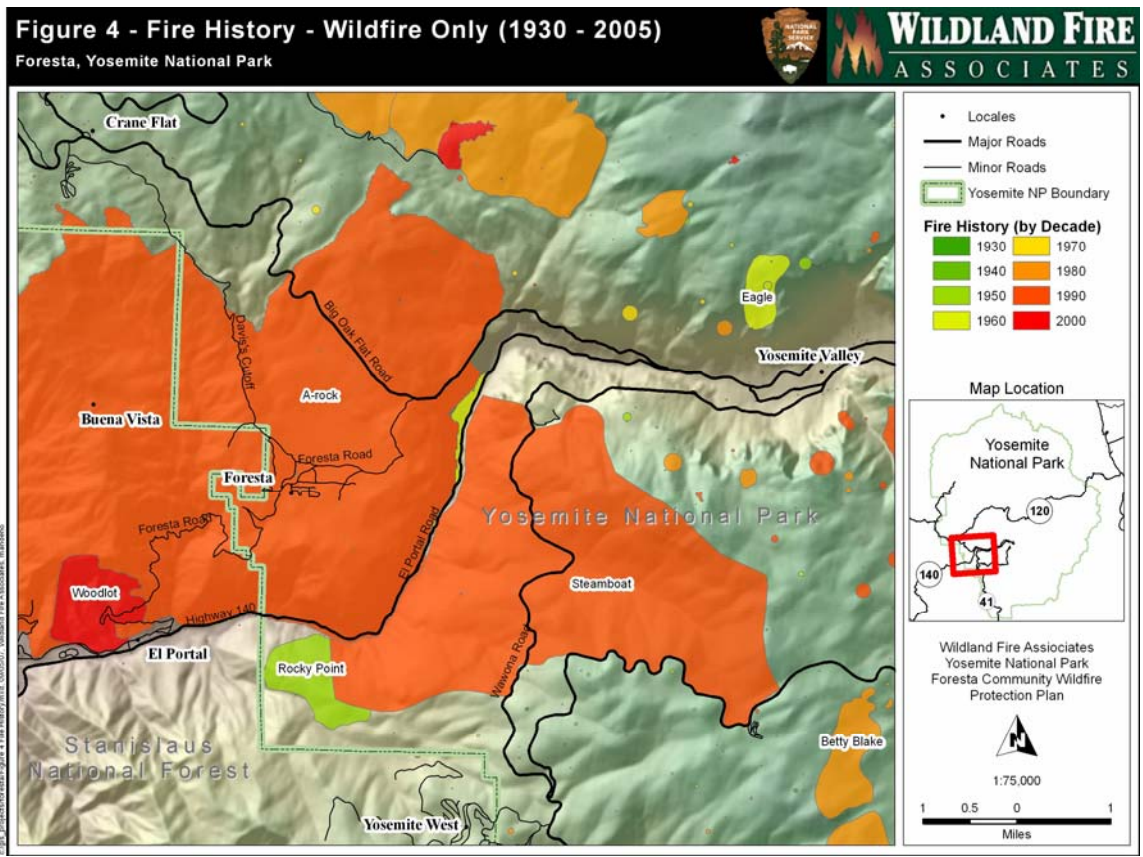 Figure 4 - Fire History - Wildfire Only (1930 - 2005)
Foresta, Yosemite National Park
NATIONAL
PARK
SERVICE
WILDLAND FIRE
ASSOCIATES
Crane Flat
Big Oak Flat Road
Davis's Cutoff
A-rock
Buena Vista
Foresta Road
Foresta
Foresta Road
Woodlot
Highway 140
El Portal
El Portal Road
Rocky Point
Stanislaus
National Forest
Eagle
Yosemite Valley
Yosemite National Park
Steamboat
Wawona Road
Betty Blake
Yosemite West
Locales
Major Roads
Minor Roads
Yosemite NP Boundary
Fire History (by Decade)
1930 1970
1940 1980
1950 1990
1960 2000
Map Location
Yosemite
National Park
120
140
41
Wildland Fire Assiciates
Yosemite National Park
Foresta Community Wildfire
Protection Plan
N
1:75,000
1 0.5 0 1
Miles